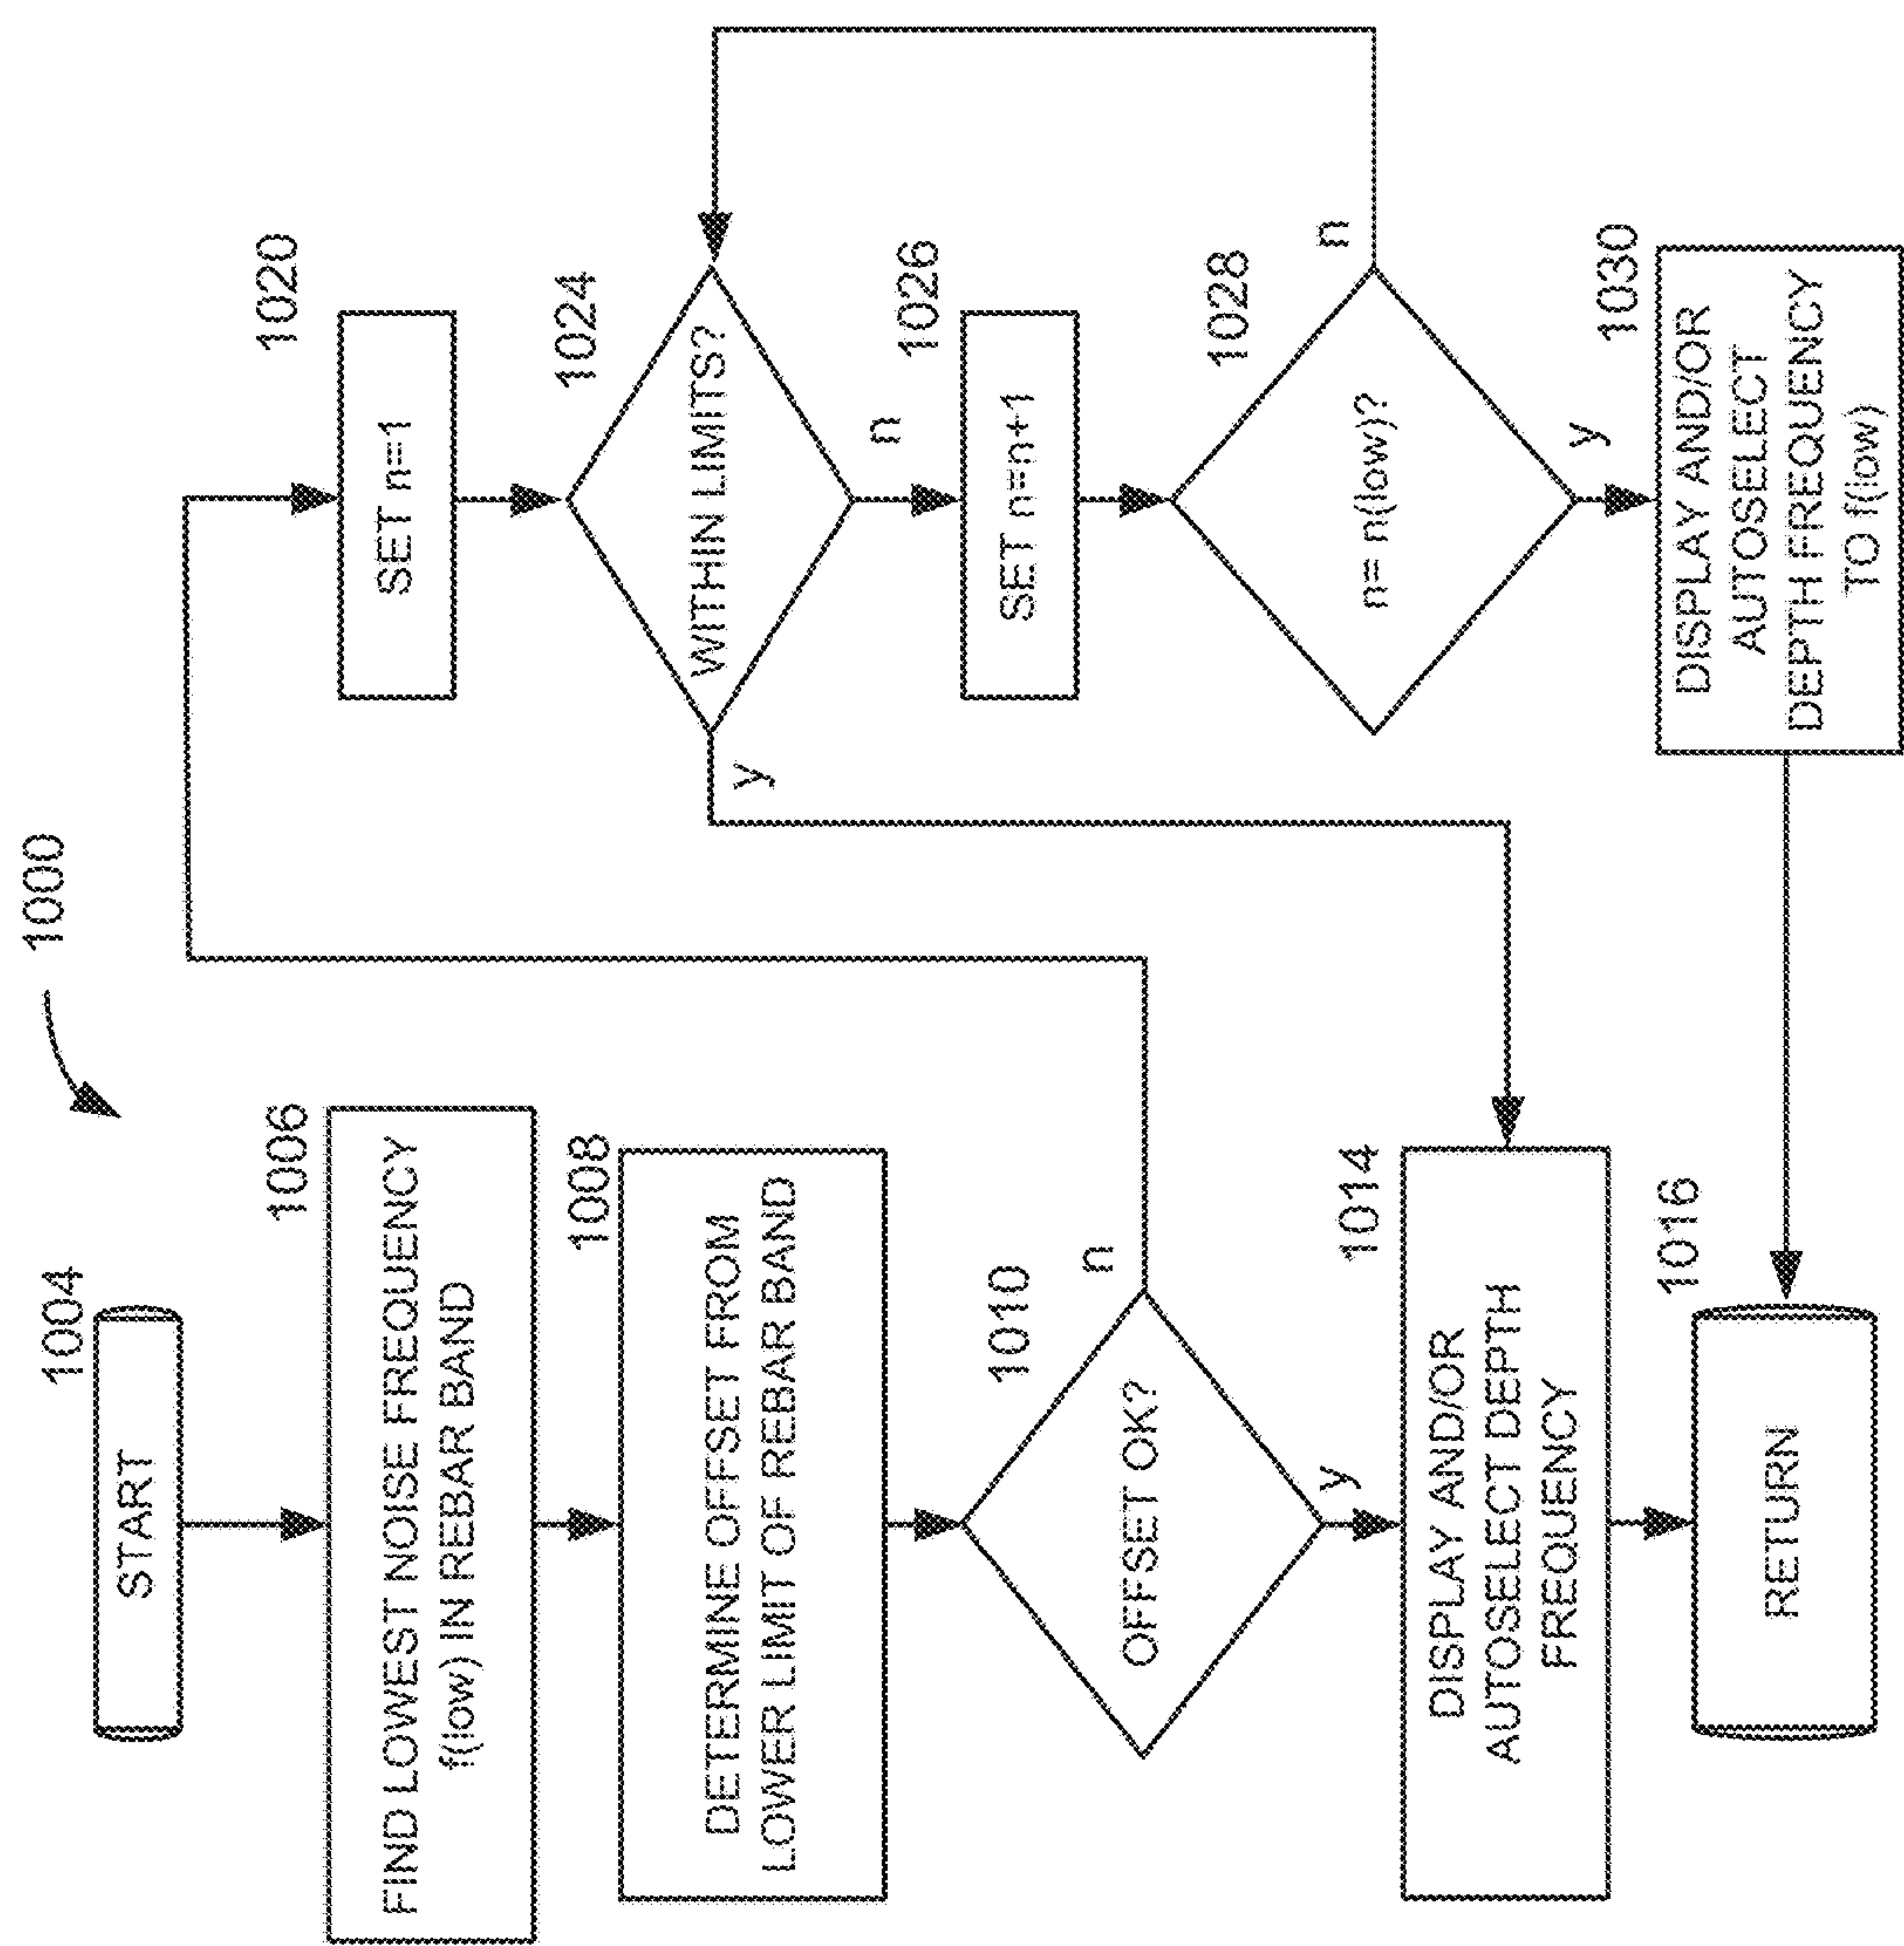 1000
1004
START
1006
FIND LOWEST NOISE FREQUENCY
f(low) IN REBAR BAND
1008
DETERMINE OFFSET FROM
LOWER LIMIT OF REBAR BAND
1010
OFFSET OK?
n
y
1014
DISPLAY AND/OR
AUTOSELECT DEPTH
FREQUENCY
1016
RETURN
1020
SET n=1
1024
WITHIN LIMITS?
y
n
1026
SET n=n+1
1028
n= n(low)?
n
y
1030
DISPLAY AND/OR
AUTOSELECT
DEPTH FREQUENCY
TO f(low)